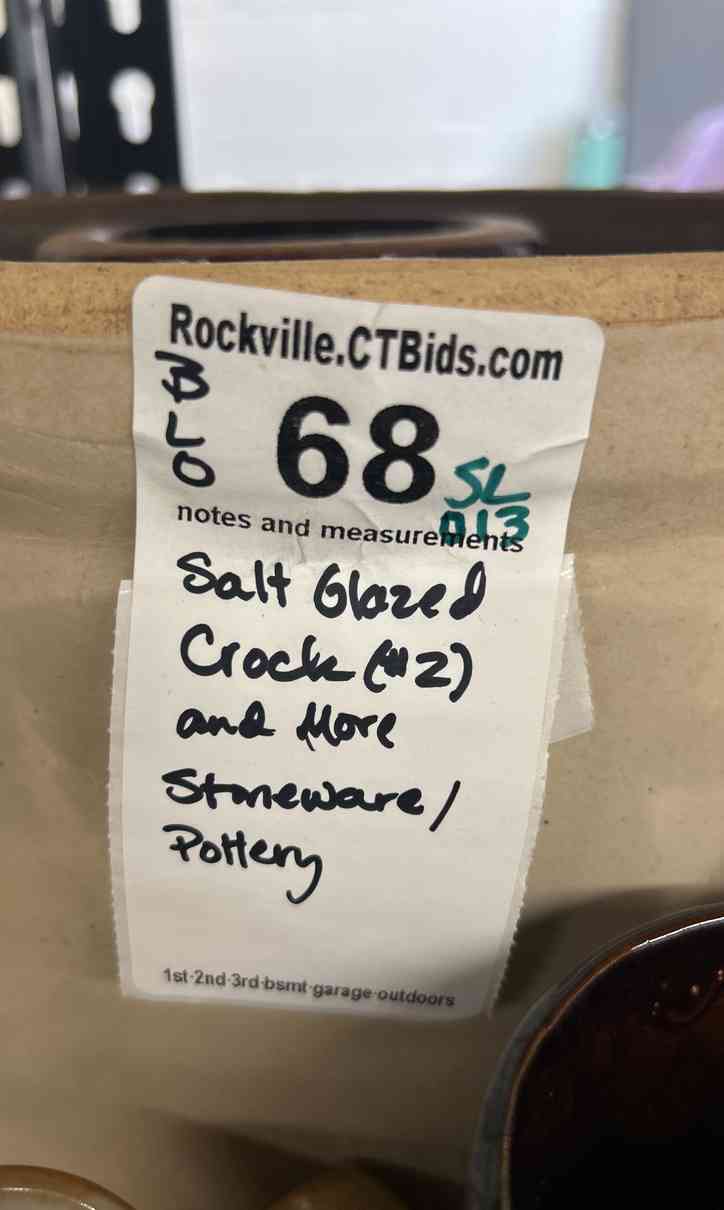 Rockville.CTBids.com
BLO
68
SL
013
notes and measurements
Salt Glazed
Crock (#2)
and More
Stoneware/
Pottery
1st·2nd·3rd·bsmt·garage·outdoors